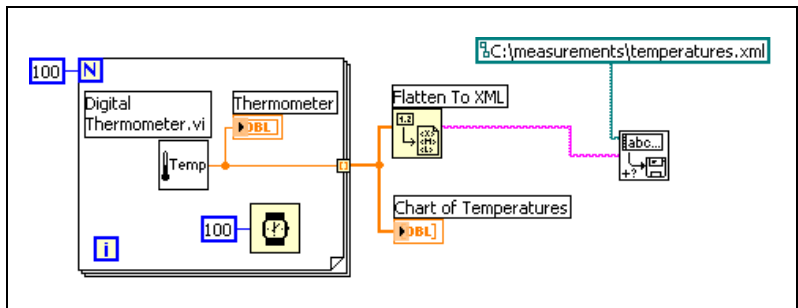 C:\measurements\temperatures.xml
100
N
Digital
Thermometer.vi
Thermometer
DBL
Temp
Flatten To XML
1.2
<X>
<M>
<L>
abc...
+?
Chart of Temperatures
DBL]
100
i